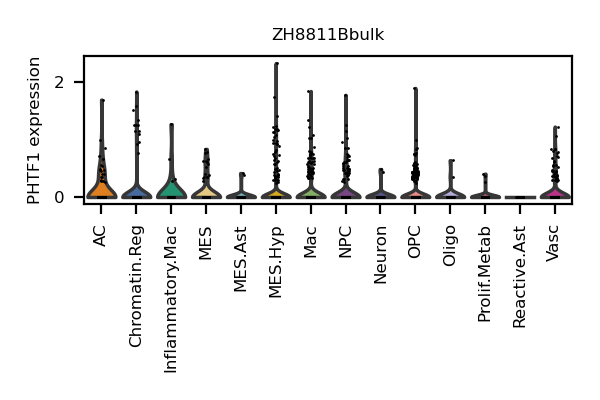 ZH8811Bbulk
PHTF1 expression
2
0
AC
Chromatin.Reg
Inflammatory.Mac
MES
MES.Ast
MES.Hyp
Mac
NPC
Neuron
OPC
Oligo
Prolif.Metab
Reactive.Ast
Vasc